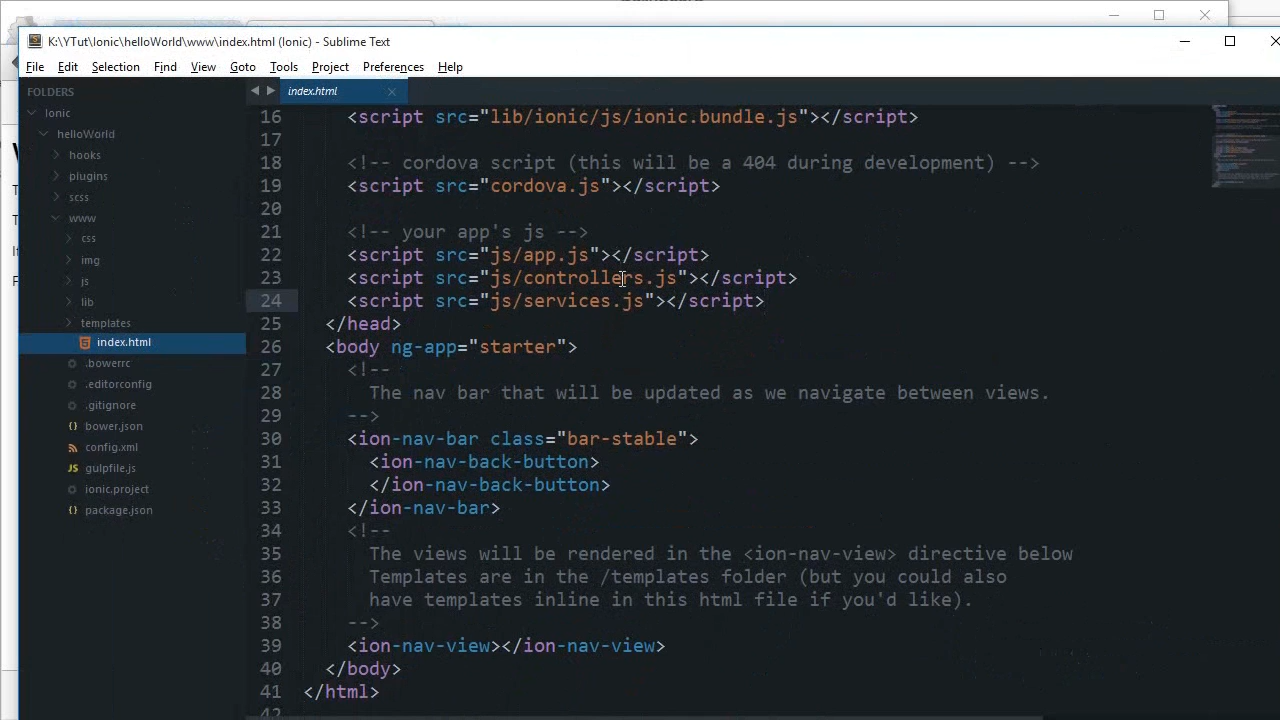 K:\YTut\Ionic\helloWorld\www\index.html (Ionic) - Sublime Text
File Edit Selection Find View Goto Tools Project Preferences Help
FOLDERS
Ionic
helloWorld
hooks
plugins
scss
www
css
img
js
lib
templates
index.html
.bowerrc
.editorconfig
.gitignore
bower.json
config.xml
gulpfile.js
ionic.project
package.json
index.html
16 <script src="lib/ionic/js/ionic.bundle.js"></script>
17
18 <!-- cordova script (this will be a 404 during development) -->
19 <script src="cordova.js"></script>
20
21 <!-- your app's js -->
22 <script src="js/app.js"></script>
23 <script src="js/controllers.js"></script>
24 <script src="js/services.js"></script>
25 </head>
26 <body ng-app="starter">
27 <!--
28 The nav bar that will be updated as we navigate between views.
29 -->
30 <ion-nav-bar class="bar-stable">
31 <ion-nav-back-button>
32 </ion-nav-back-button>
33 </ion-nav-bar>
34 <!--
35 The views will be rendered in the <ion-nav-view> directive below
36 Templates are in the /templates folder (but you could also
37 have templates inline in this html file if you'd like).
38 -->
39 <ion-nav-view></ion-nav-view>
40 </body>
41 </html>
42